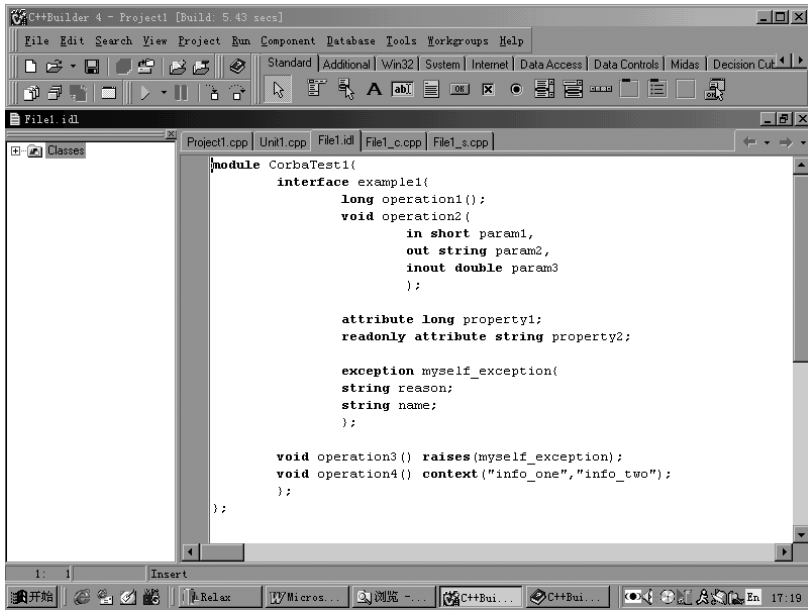 C++Builder 4 - Project1 [Build: 5.43 secs]
File Edit Search View Project Run Component Database Tools Workgroups Help
Standard Additional Win32 System Internet Data Access Data Controls Midas Decision Cub
File1.idl
Classes
Project1.cpp Unit1.cpp File1.idl File1_c.cpp File1_s.cpp
module CorbaTest1{
interface example1{
long operation1();
void operation2(
in short param1,
out string param2,
inout double param3
);
attribute long property1;
readonly attribute string property2;
exception myself_exception{
string reason;
string name;
};
void operation3() raises(myself_exception);
void operation4() context("info_one","info_two");
};
};
1: 1 Insert
开始 Relax Micros... 浏览 -... C++Bui... C++Bui... En 17:19